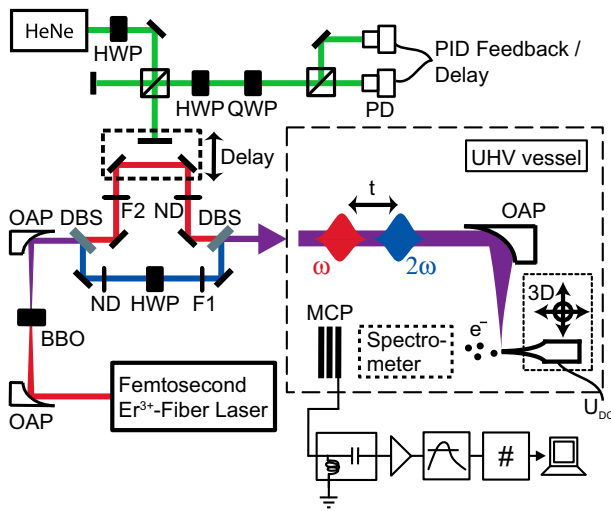 HeNe
HWP
HWP
QWP
PD
PID Feedback /
Delay
Delay
UHV vessel
OAP
DBS
F2
ND
DBS
t
OAP
ω
2ω
ND
HWP
F1
BBO
MCP
Spectro-
meter
e⁻
3D
OAP
Femtosecond
Er³⁺-Fiber Laser
U_DC
#